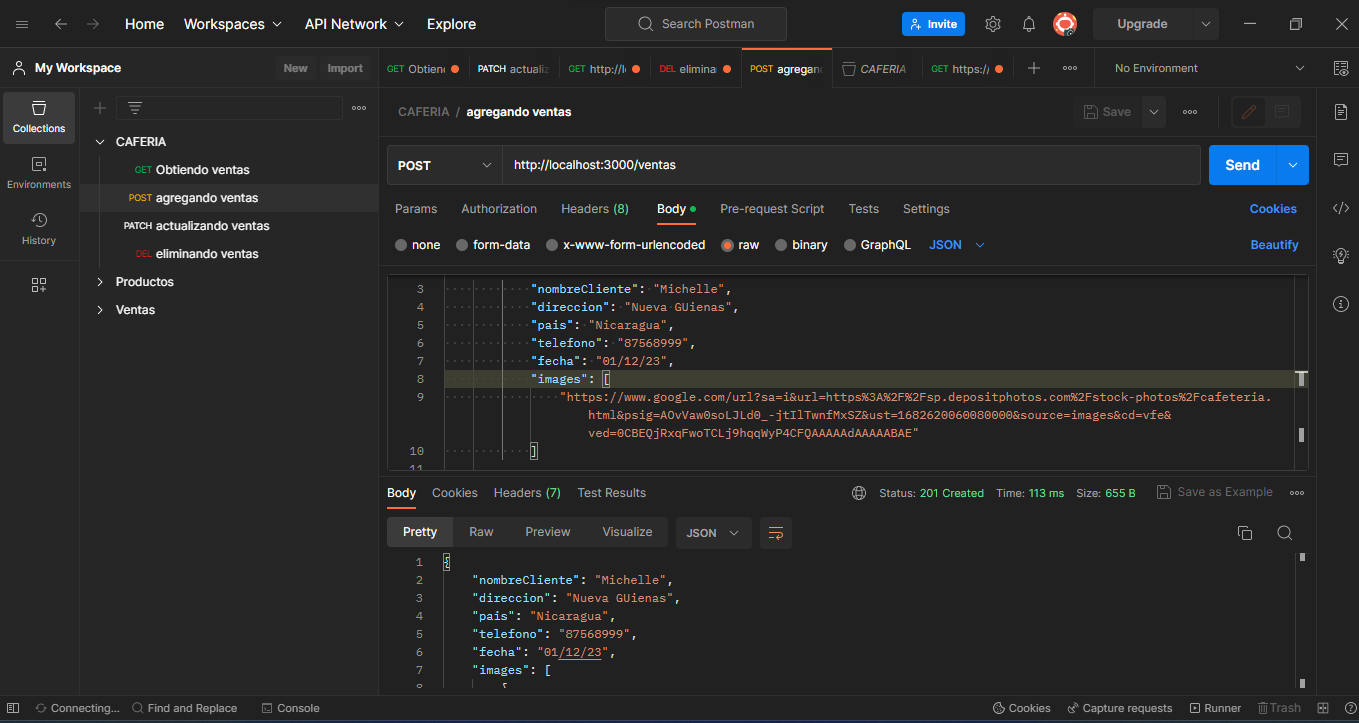 Home Workspaces API Network Explore Search Postman Invite Upgrade
My Workspace New Import GET Obtien PATCH actualiz GET http://l DEL elimina POST agregan CAFERIA GET https:// No Environment
Collections
Environments
History
CAFERIA
GET Obtiendo ventas
POST agregando ventas
PATCH actualizando ventas
DEL eliminando ventas
Productos
Ventas
CAFERIA / agregando ventas Save
POST http://localhost:3000/ventas Send
Params Authorization Headers (8) Body Pre-request Script Tests Settings Cookies
none form-data x-www-form-urlencoded raw binary GraphQL JSON Beautify
3 "nombreCliente": "Michelle",
4 "direccion": "Nueva GUienas",
5 "pais": "Nicaragua",
6 "telefono": "87568999",
7 "fecha": "01/12/23",
8 "images": [
9 "https://www.google.com/url?sa=i&url=https%3A%2F%2Fsp.depositphotos.com%2Fstock-photos%2Fcafeteria.
html&psig=AOvVaw0soLJLd0_-jtIlTwnfMxSZ&ust=1682620060080000&source=images&cd=vfe&
ved=0CBEQjRxqFwoTCLj9hqqWyP4CFQAAAAAdAAAAABAE"
10 ]
11
Body Cookies Headers (7) Test Results Status: 201 Created Time: 113 ms Size: 655 B Save as Example
Pretty Raw Preview Visualize JSON
1 {
2 "nombreCliente": "Michelle",
3 "direccion": "Nueva GUienas",
4 "pais": "Nicaragua",
5 "telefono": "87568999",
6 "fecha": "01/12/23",
7 "images": [
8 {
Connecting... Find and Replace Console Cookies Capture requests Runner Trash